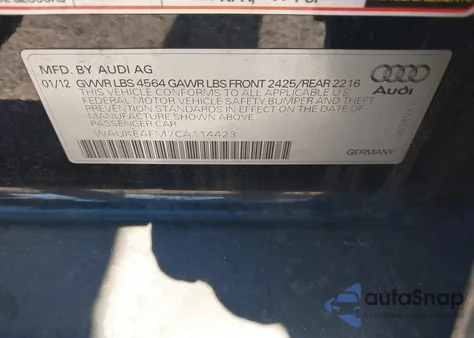 MFD. BY AUDI AG
01/12 GVWR LBS 4564 GAWR LBS FRONT 2425/REAR 2216
THIS VEHICLE CONFORMS TO ALL APPLICABLE
FEDERAL MOTOR VEHICLE SAFETY BUMPER AND THEFT
PREVENTION STANDARDS IN EFFECT ON THE DATE OF
MANUFACTURE SHOWN ABOVE
PASSENGER CAR
WAUKEAFM7CA114423
Audi
GERMANY
autoSnap